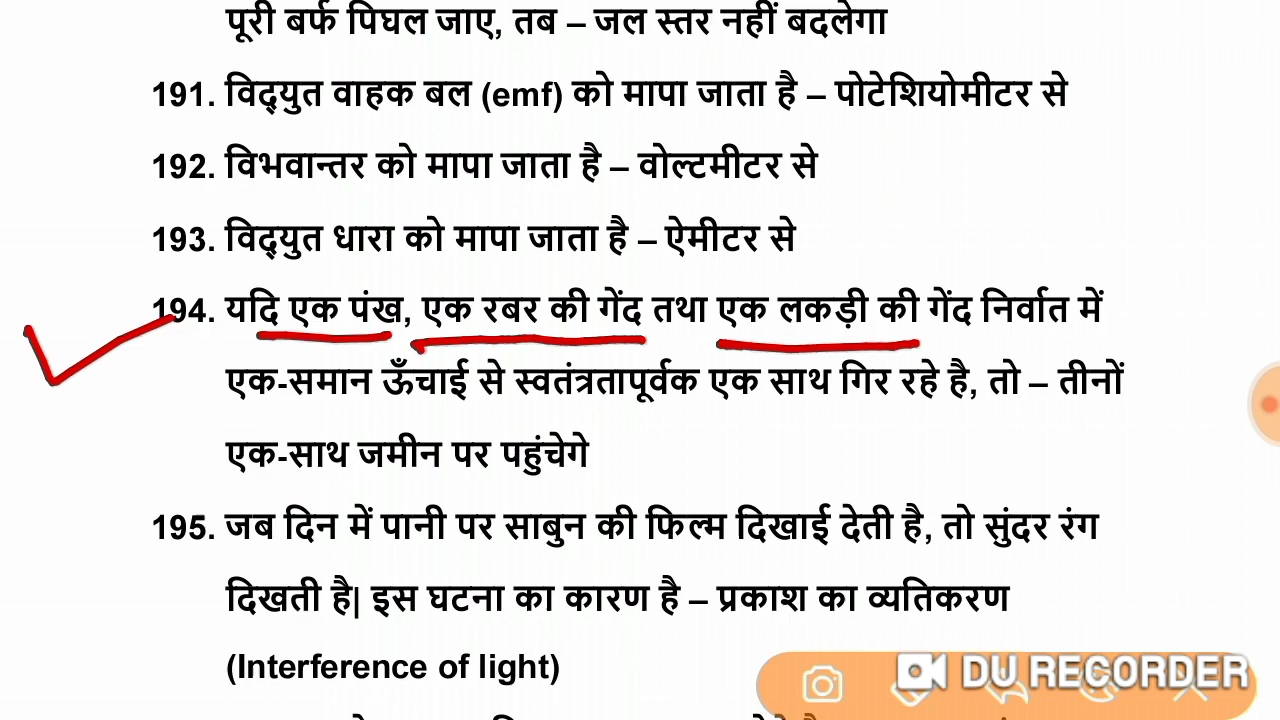 पूरी बर्फ पिघल जाए, तब – जल स्तर नहीं बदलेगा
191. विद्युत वाहक बल (emf) को मापा जाता है – पोटेशियोमीटर से
192. विभवान्तर को मापा जाता है – वोल्टमीटर से
193. विद्युत धारा को मापा जाता है – ऐमीटर से
194. यदि एक पंख, एक रबर की गेंद तथा एक लकड़ी की गेंद निर्वात में
एक-समान ऊँचाई से स्वतंत्रतापूर्वक एक साथ गिर रहे है, तो – तीनों
एक-साथ जमीन पर पहुंचेगे
195. जब दिन में पानी पर साबुन की फिल्म दिखाई देती है, तो सुंदर रंग
दिखती है| इस घटना का कारण है – प्रकाश का व्यतिकरण
(Interference of light)
DU RECORDER